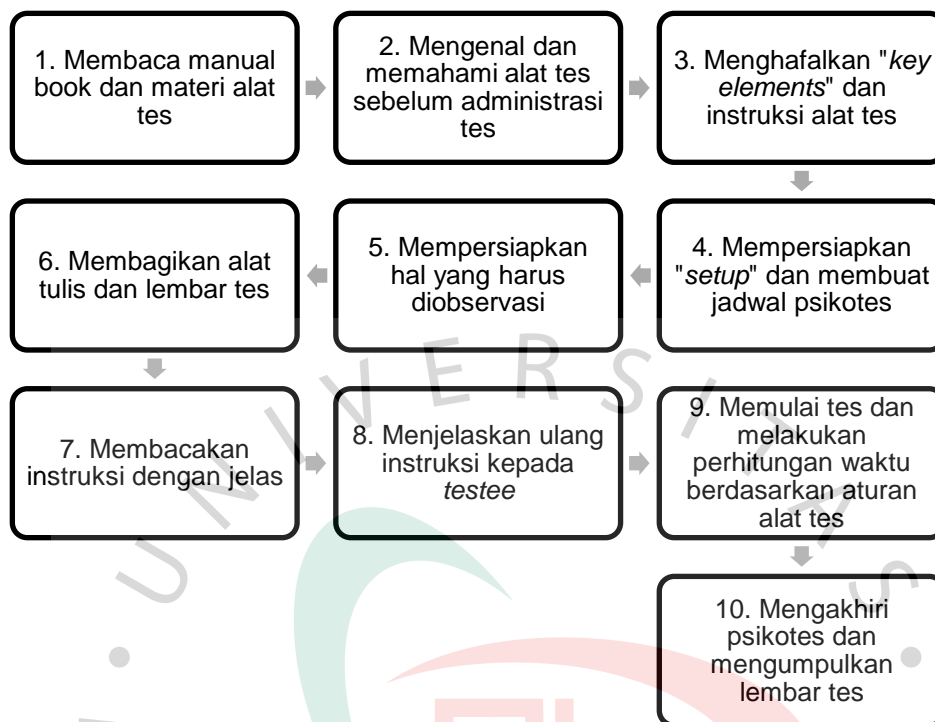 1. Membaca manual
book dan materi alat
tes
2. Mengenal dan
memahami alat tes
sebelum administrasi
tes
3. Menghafalkan "key
elements" dan
instruksi alat tes
4. Mempersiapkan
"setup" dan membuat
jadwal psikotes
5. Mempersiapkan
hal yang harus
diobservasi
6. Membagikan alat
tulis dan lembar tes
7. Membacakan
instruksi dengan jelas
8. Menjelaskan ulang
instruksi kepada
testee
9. Memulai tes dan
melakukan
perhitungan waktu
berdasarkan aturan
alat tes
10. Mengakhiri
psikotes dan
mengumpulkan
lembar tes
UNIVERSITAS